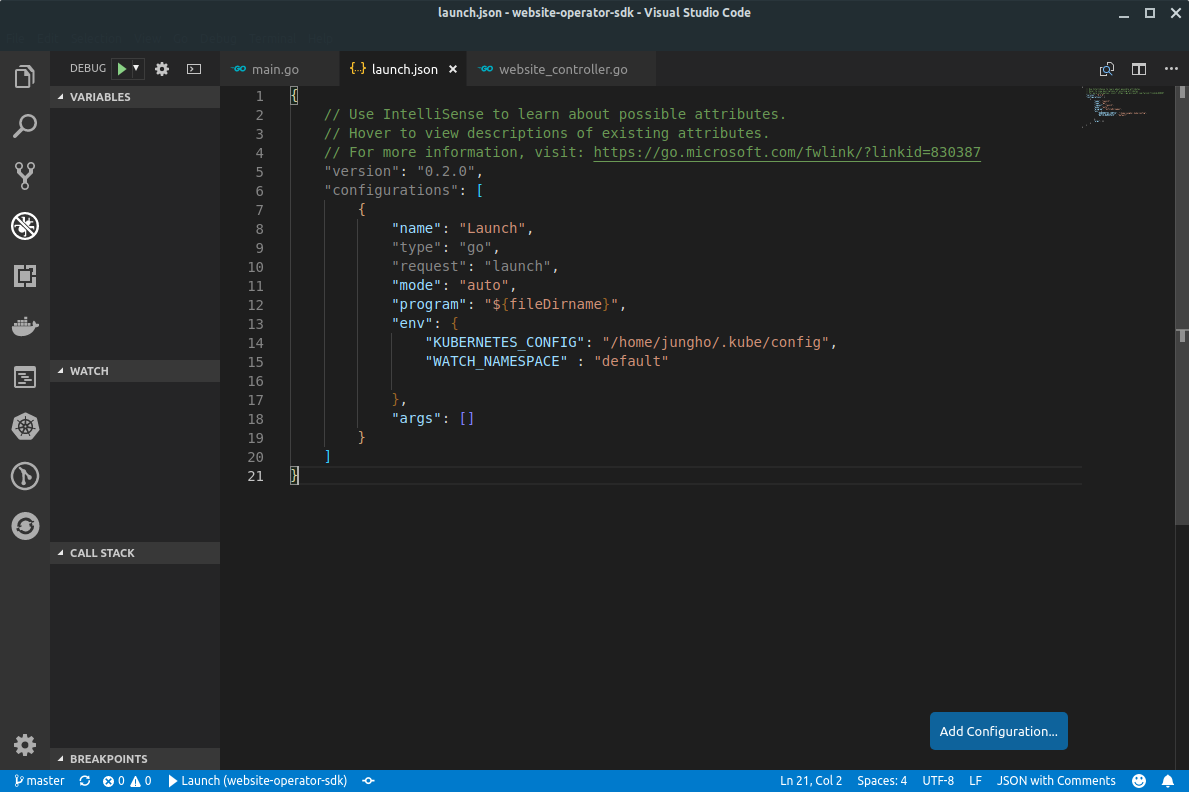 launch.json - website-operator-sdk - Visual Studio Code
DEBUG
main.go
{..} launch.json ×
website_controller.go
VARIABLES
WATCH
CALL STACK
BREAKPOINTS
1 {
2     // Use IntelliSense to learn about possible attributes.
3     // Hover to view descriptions of existing attributes.
4     // For more information, visit: https://go.microsoft.com/fwlink/?linkid=830387
5     "version": "0.2.0",
6     "configurations": [
7         {
8             "name": "Launch",
9             "type": "go",
10             "request": "launch",
11             "mode": "auto",
12             "program": "${fileDirname}",
13             "env": {
14                 "KUBERNETES_CONFIG": "/home/jungho/.kube/config",
15                 "WATCH_NAMESPACE" : "default"
16
17             },
18             "args": []
19         }
20     ]
21 }
Add Configuration...
master 0 0 Launch (website-operator-sdk) Ln 21, Col 2 Spaces: 4 UTF-8 LF JSON with Comments